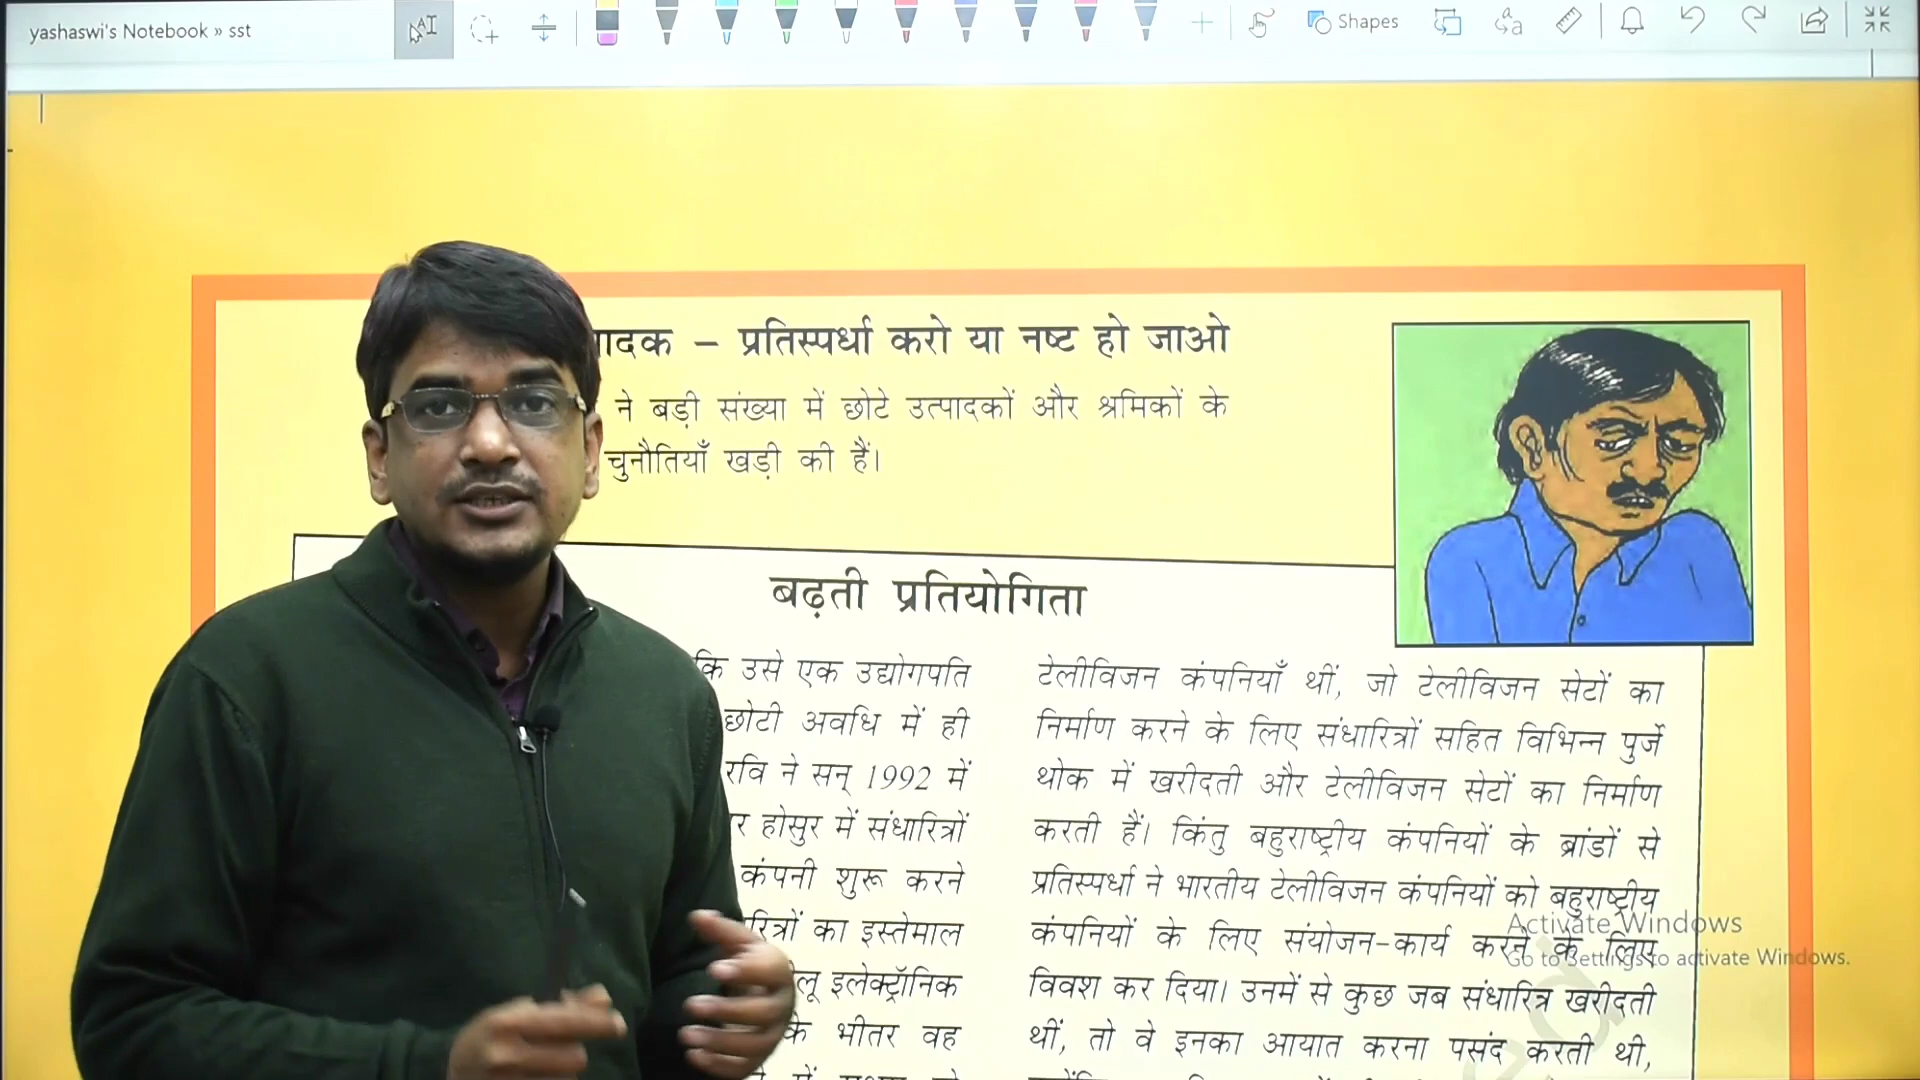 yashaswi's Notebook » sst
Shapes
– प्रतिस्पर्धा करो या नष्ट हो जाओ
ने बड़ी संख्या में छोटे उत्पादकों और श्रमिकों के
चुनौतियाँ खड़ी की हैं।
बढ़ती प्रतियोगिता
कि उसे एक उद्योगपति
छोटी अवधि में ही
रवि ने सन् 1992 में
होसुर में संधारित्रों
कंपनी शुरू करने
का इस्तेमाल
इलेक्ट्रॉनिक
के भीतर वह
टेलीविजन कंपनियाँ थीं, जो टेलीविजन सेटों का
निर्माण करने के लिए संधारित्रों सहित विभिन्न पुर्जे
थोक में खरीदती और टेलीविजन सेटों का निर्माण
करती हैं। किंतु बहुराष्ट्रीय कंपनियों के ब्रांडों से
प्रतिस्पर्धा ने भारतीय टेलीविजन कंपनियों को बहुराष्ट्रीय
कंपनियों के लिए संयोजन-कार्य करने के लिए
विवश कर दिया। उनमें से कुछ जब संधारित्र खरीदती
थीं, तो वे इनका आयात करना पसंद करती थी,
Activate Windows
Go to Settings to activate Windows.